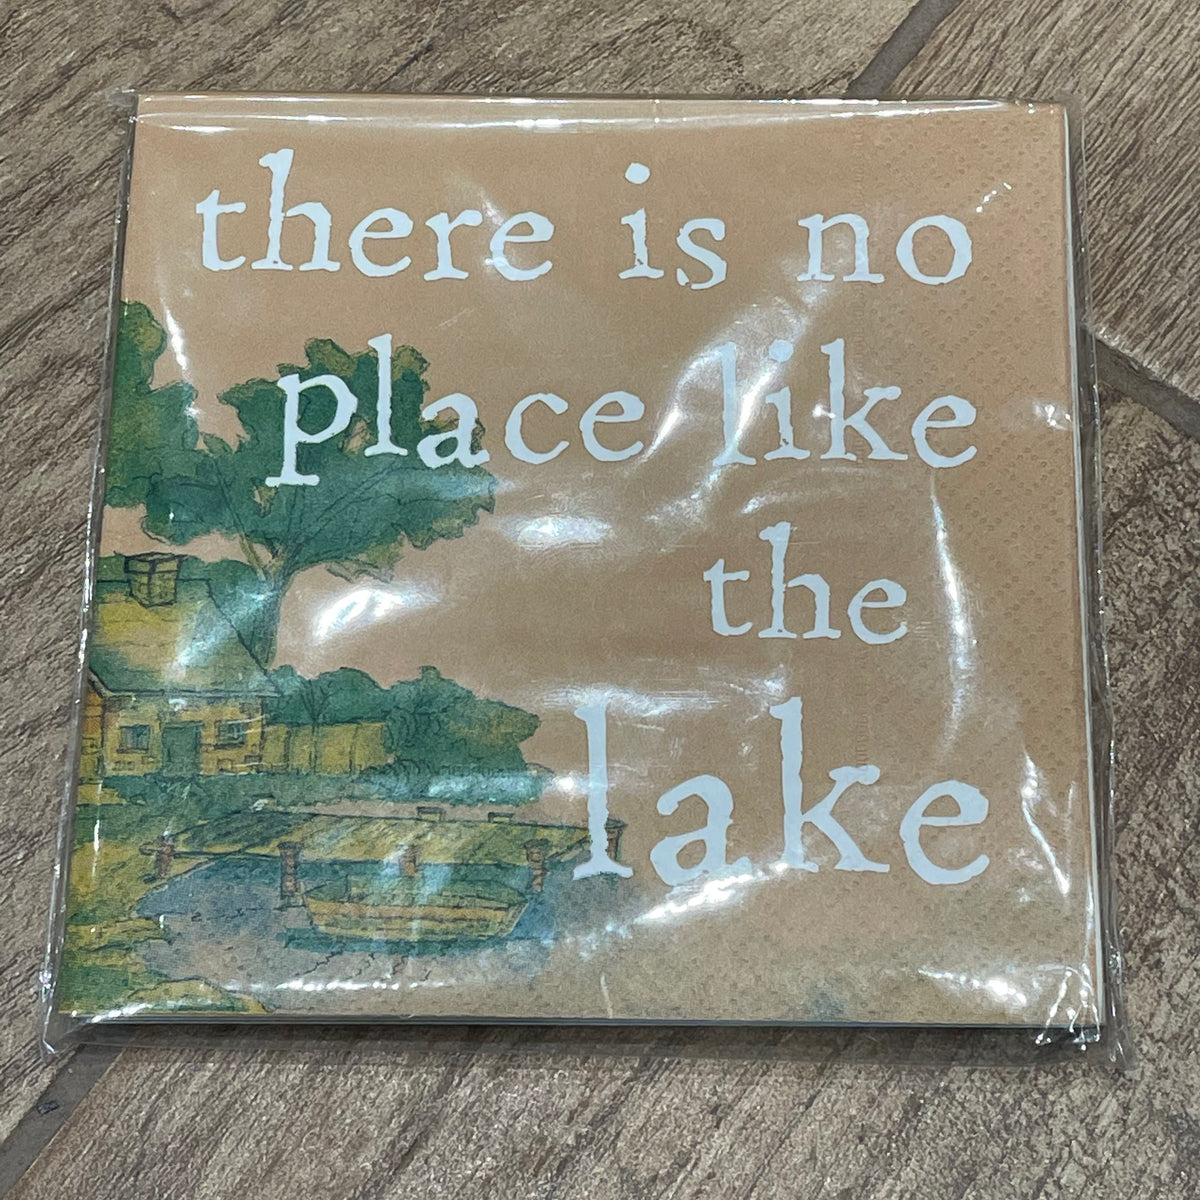 there is no
place like
the
lake